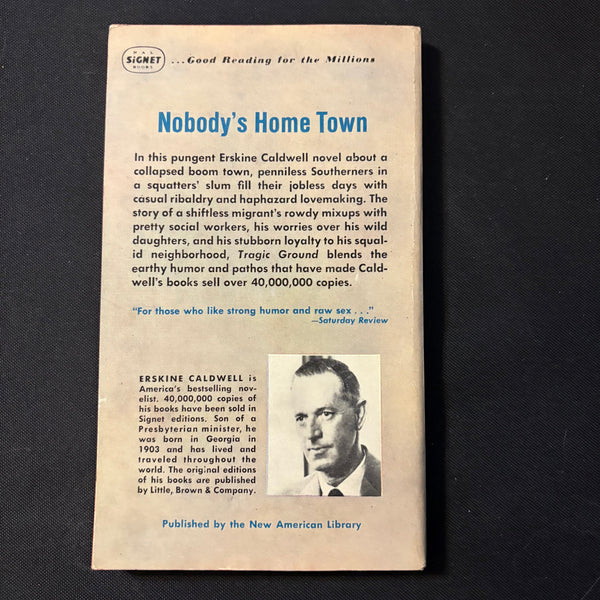 N.A.L
SIGNET
BOOKS
...Good Reading for the Millions
Nobody's Home Town
In this pungent Erskine Caldwell novel about a
collapsed boom town, penniless Southerners in
a squatters' slum fill their jobless days with
casual ribaldry and haphazard lovemaking. The
story of a shiftless migrant's rowdy mixups with
pretty social workers, his worries over his wild
daughters, and his stubborn loyalty to his squal-
id neighborhood, Tragic Ground blends the
earthy humor and pathos that have made Cald-
well's books sell over 40,000,000 copies.
"For those who like strong humor and raw sex . . ."
—Saturday Review
ERSKINE CALDWELL is
America's bestselling nov-
elist. 40,000,000 copies of
his books have been sold in
Signet editions. Son of a
Presbyterian minister, he
was born in Georgia in
1903 and has lived and
traveled throughout the
world. The original editions
of his books are published
by Little, Brown & Company.
Published by the New American Library